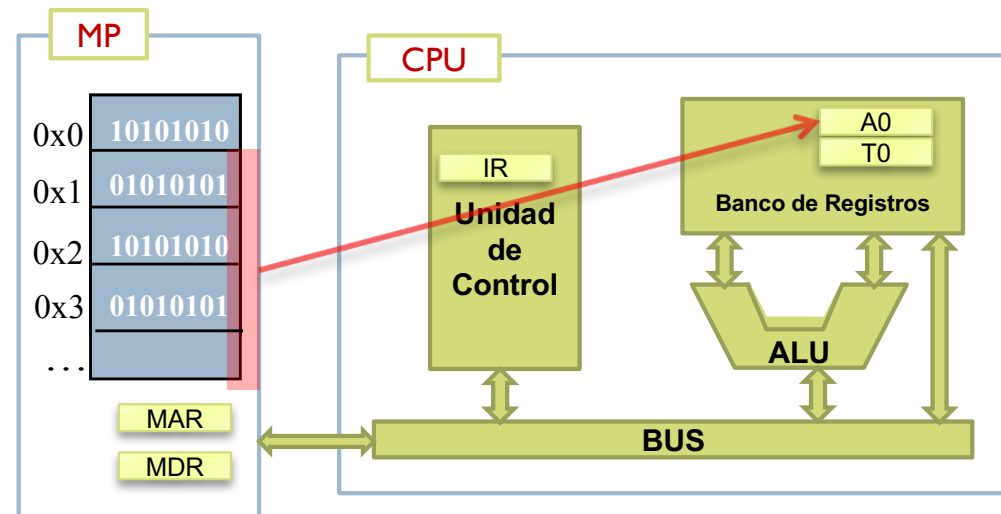 MP
0x0 10101010
0x1 01010101
0x2 10101010
0x3 01010101
…
MAR
MDR
CPU
IR
Unidad
de
Control
A0
T0
Banco de Registros
ALU
BUS